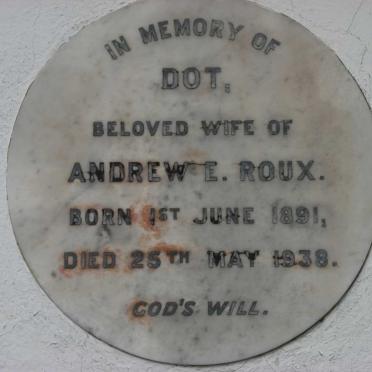 IN MEMORY OF
DOT,
BELOVED WIFE OF
ANDREW E. ROUX.
BORN 1ST JUNE 1891,
DIED 25TH MAY 1938.
GOD'S WILL.